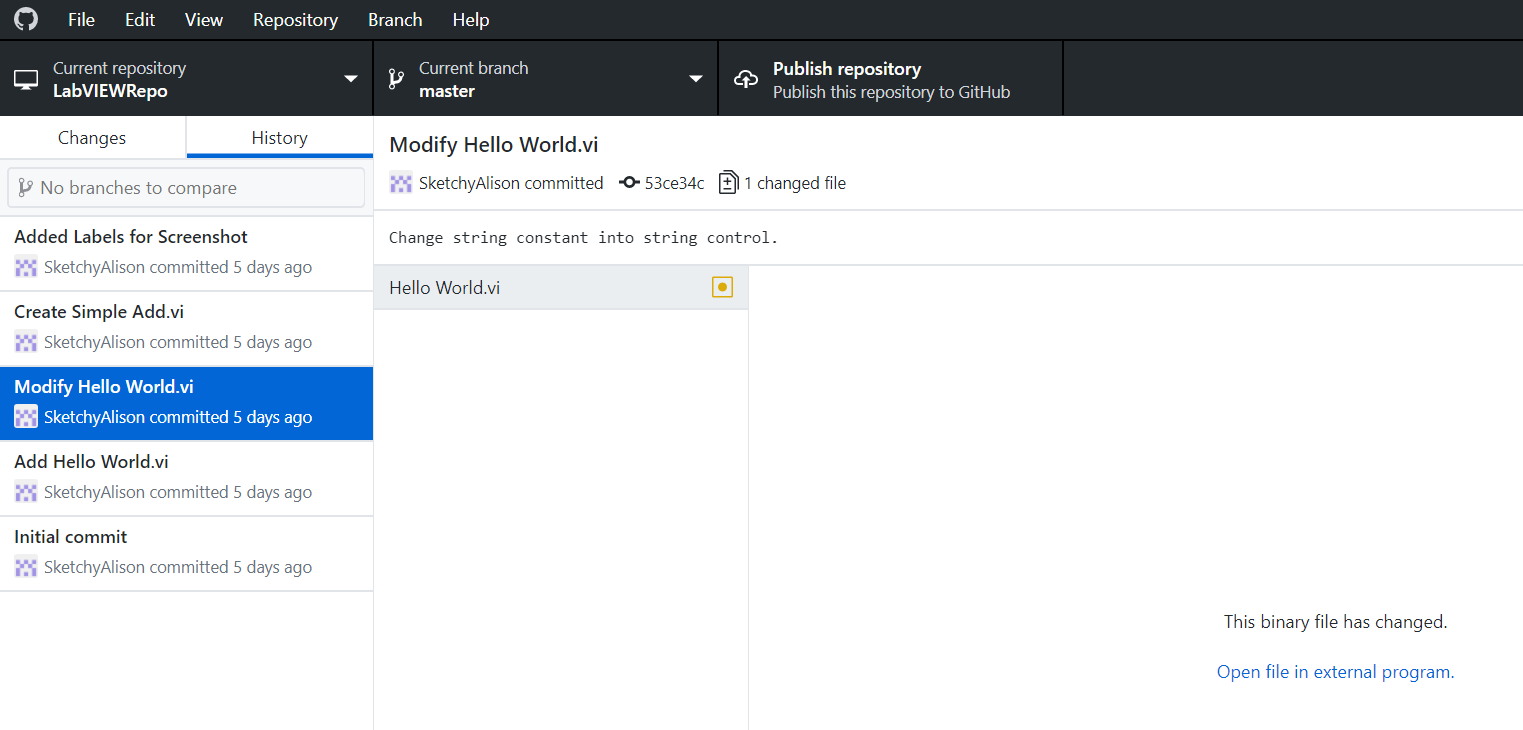 File Edit View Repository Branch Help
Current repository
LabVIEWRepo
Current branch
master
Publish repository
Publish this repository to GitHub
Changes
History
No branches to compare
Added Labels for Screenshot
SketchyAlison committed 5 days ago
Create Simple Add.vi
SketchyAlison committed 5 days ago
Modify Hello World.vi
SketchyAlison committed 5 days ago
Add Hello World.vi
SketchyAlison committed 5 days ago
Initial commit
SketchyAlison committed 5 days ago
Modify Hello World.vi
SketchyAlison committed 53ce34c 1 changed file
Change string constant into string control.
Hello World.vi
This binary file has changed.
Open file in external program.